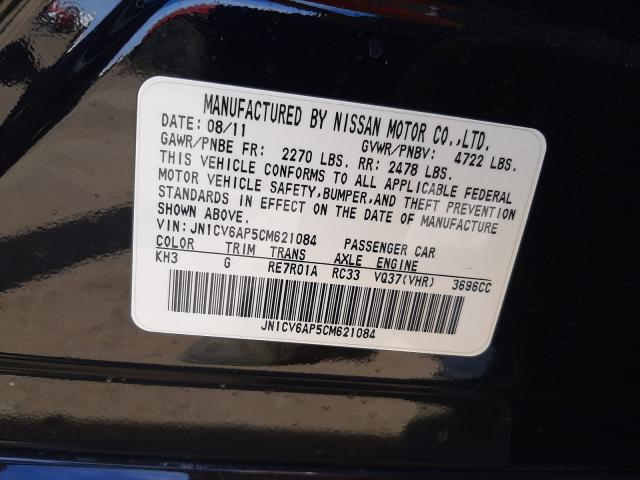 MANUFACTURED BY NISSAN MOTOR CO.,LTD.
DATE: 08/11 GVWR/PNBV: 4722 LBS.
GAWR/PNBE FR: 2270 LBS. RR: 2478 LBS.
THIS VEHICLE CONFORMS TO ALL APPLICABLE FEDERAL
MOTOR VEHICLE SAFETY,BUMPER,AND THEFT PREVENTION
STANDARDS IN EFFECT ON THE DATE OF MANUFACTURE
SHOWN ABOVE.
VIN: JN1CV6AP5CM621084 PASSENGER CAR
COLOR TRIM TRANS AXLE ENGINE
KH3 G RE7R01A RC33 VQ37(VHR) 3696CC
JN1CV6AP5CM621084